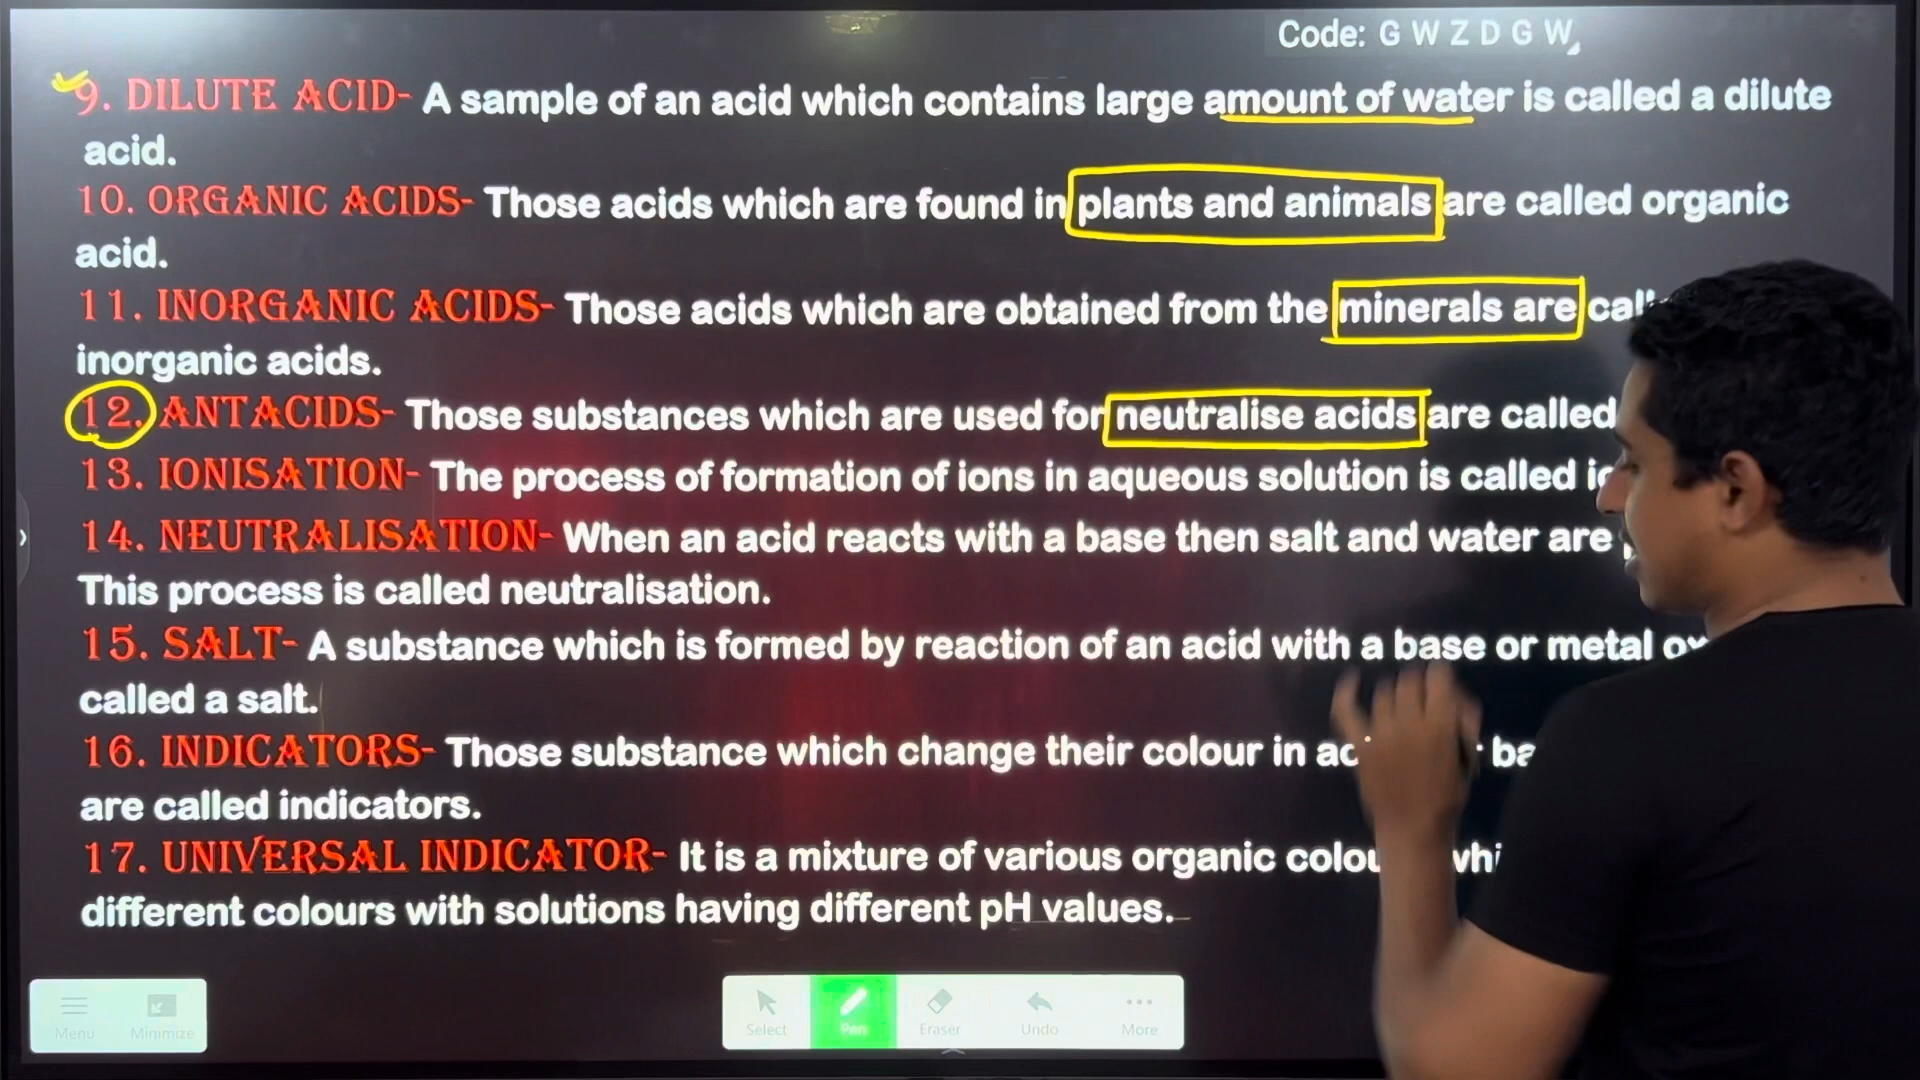 Code: G W Z D G W
9. DILUTE ACID- A sample of an acid which contains large amount of water is called a dilute
acid.
10. ORGANIC ACIDS- Those acids which are found in plants and animals are called organic
acid.
11. INORGANIC ACIDS- Those acids which are obtained from the minerals are
inorganic acids.
12. ANTACIDS- Those substances which are used for neutralise acids are called
13. IONISATION- The process of formation of ions in aqueous solution is called
14. NEUTRALISATION- When an acid reacts with a base then salt and water are
This process is called neutralisation.
15. SALT- A substance which is formed by reaction of an acid with a base or metal
called a salt.
16. INDICATORS- Those substance which change their colour in
are called indicators.
17. UNIVERSAL INDICATOR- It is a mixture of various organic
different colours with solutions having different pH values.
Menu Minimize Select Pen Eraser Undo More